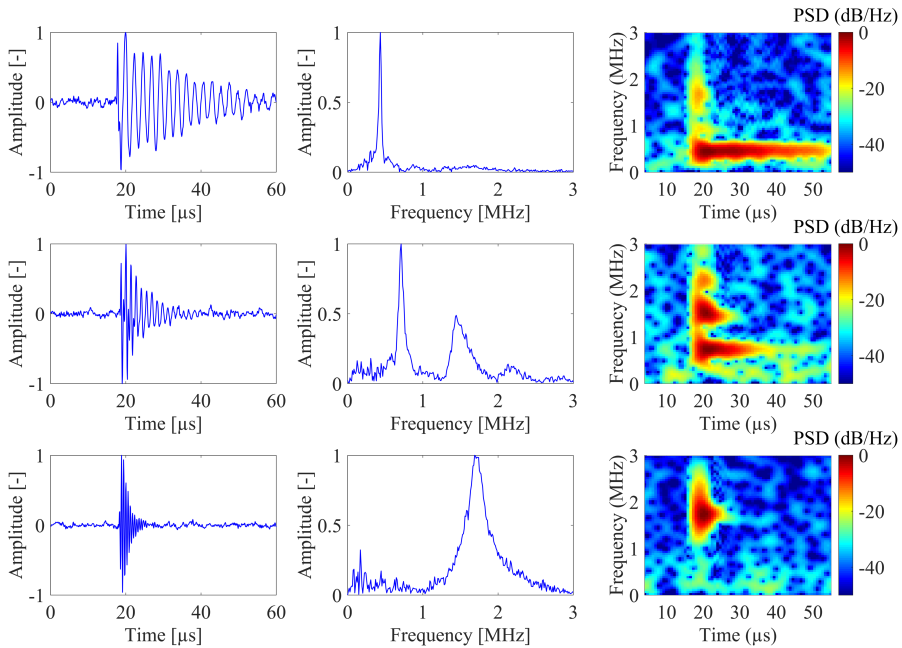 PSD (dB/Hz)
1
0
-1
Amplitude [-]
0 20 40 60
Time [µs]
1
0.5
0
Amplitude [-]
0 1 2 3
Frequency [MHz]
3
2
1
0
Frequency (MHz)
10 20 30 40 50
Time (µs)
0
-20
-40
PSD (dB/Hz)
1
0
-1
Amplitude [-]
0 20 40 60
Time [µs]
1
0.5
0
Amplitude [-]
0 1 2 3
Frequency [MHz]
3
2
1
0
Frequency (MHz)
10 20 30 40 50
Time (µs)
0
-20
-40
PSD (dB/Hz)
1
0
-1
Amplitude [-]
0 20 40 60
Time [µs]
1
0.5
0
Amplitude [-]
0 1 2 3
Frequency [MHz]
3
2
1
0
Frequency (MHz)
10 20 30 40 50
Time (µs)
0
-20
-40